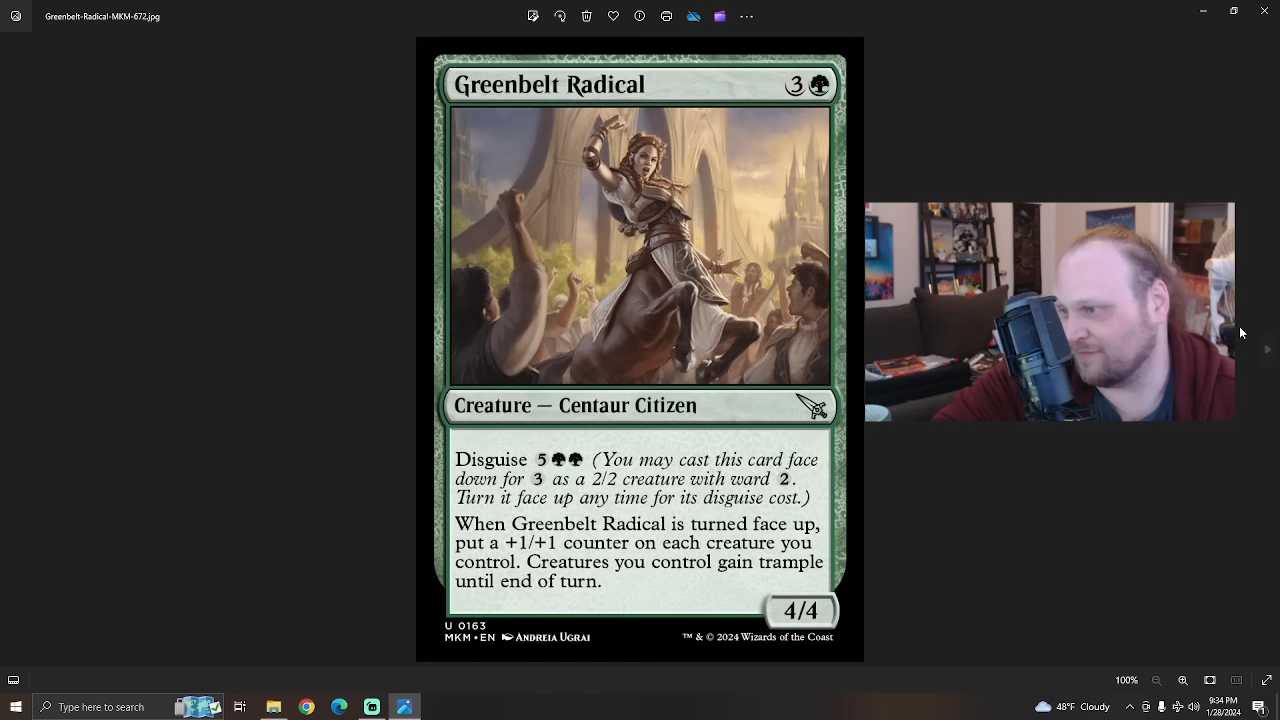 Greenbelt-Radical-MKM-672.jpg
Greenbelt Radical 3
Creature — Centaur Citizen
Disguise 5 (You may cast this card face
down for 3 as a 2/2 creature with ward 2.
Turn it face up any time for its disguise cost.)
When Greenbelt Radical is turned face up,
put a +1/+1 counter on each creature you
control. Creatures you control gain trample
until end of turn.
4/4
U 0163
MKM • EN Andreia Ugrai
™ & © 2024 Wizards of the Coast
100%
Type here to search
48°F Cloudy
9:34 PM
1/28/2024